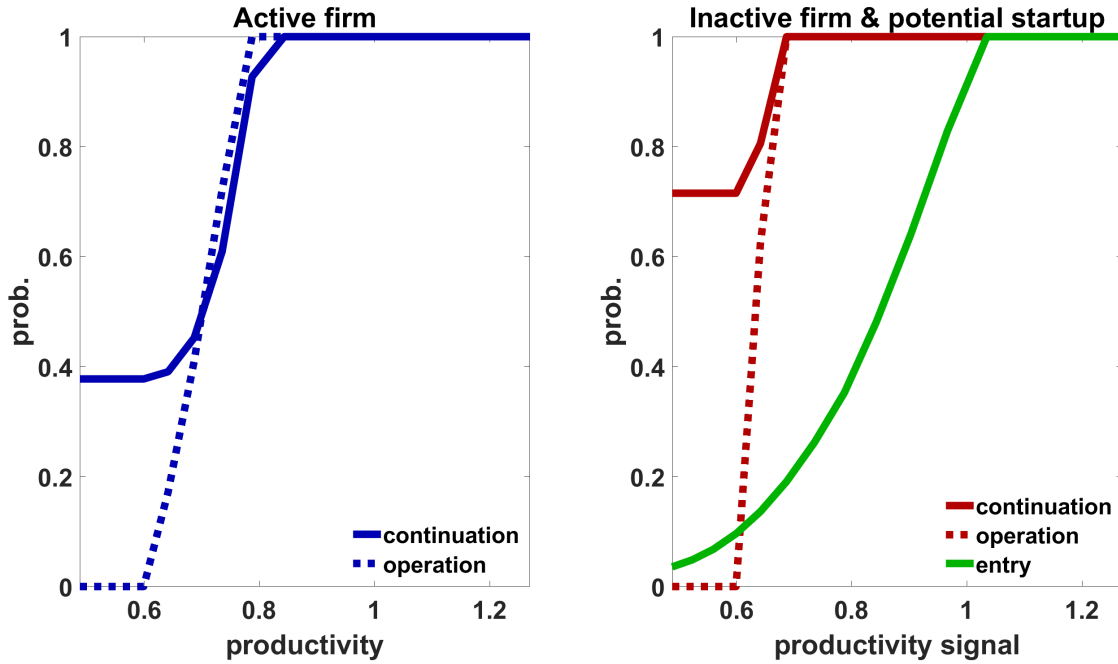 Active firm
1
0.8
0.6
0.4
0.2
0
prob.
0.6 0.8 1 1.2
productivity
continuation
operation
Inactive firm & potential startup
1
0.8
0.6
0.4
0.2
0
prob.
0.6 0.8 1 1.2
productivity signal
continuation
operation
entry